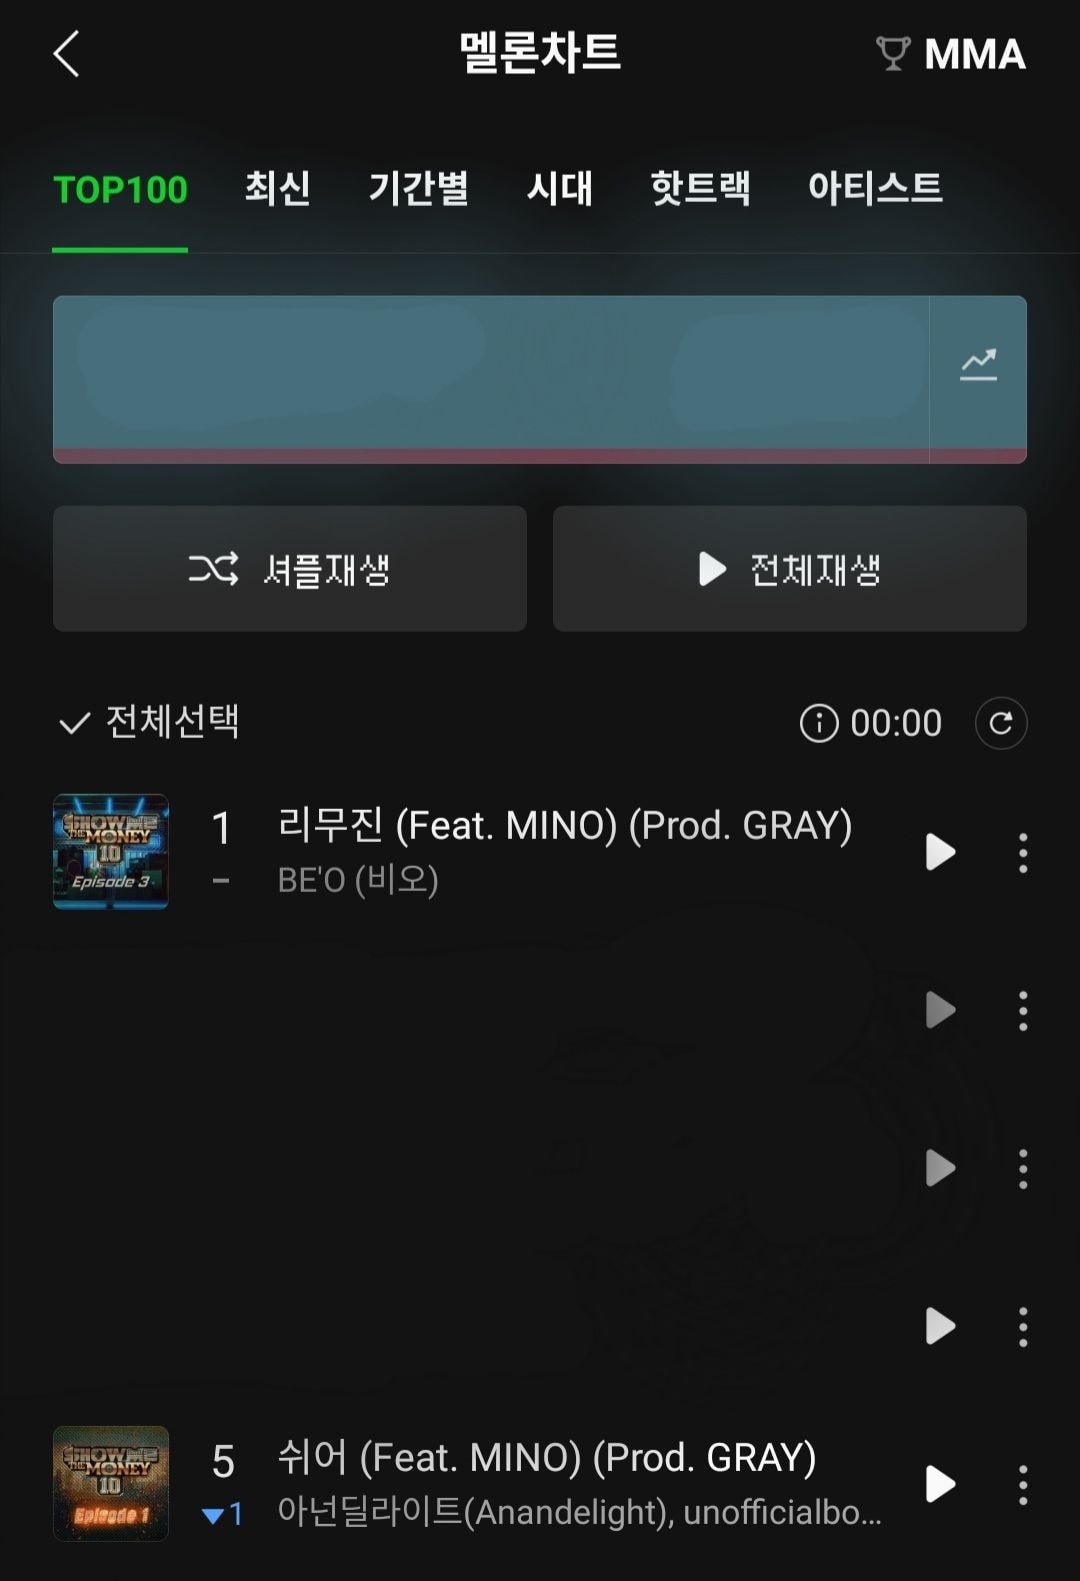 멜론차트
MMA
TOP100 최신 기간별 시대 핫트랙 아티스트
셔플재생
전체재생
전체선택
00:00
SHOW ME
THE MONEY
10
Episode 3
1
리무진 (Feat. MINO) (Prod. GRAY)
BE'O (비오)
SHOW ME
THE MONEY
10
Episode 1
5
1
쉬어 (Feat. MINO) (Prod. GRAY)
아넌딜라이트(Anandelight), unofficialbo...